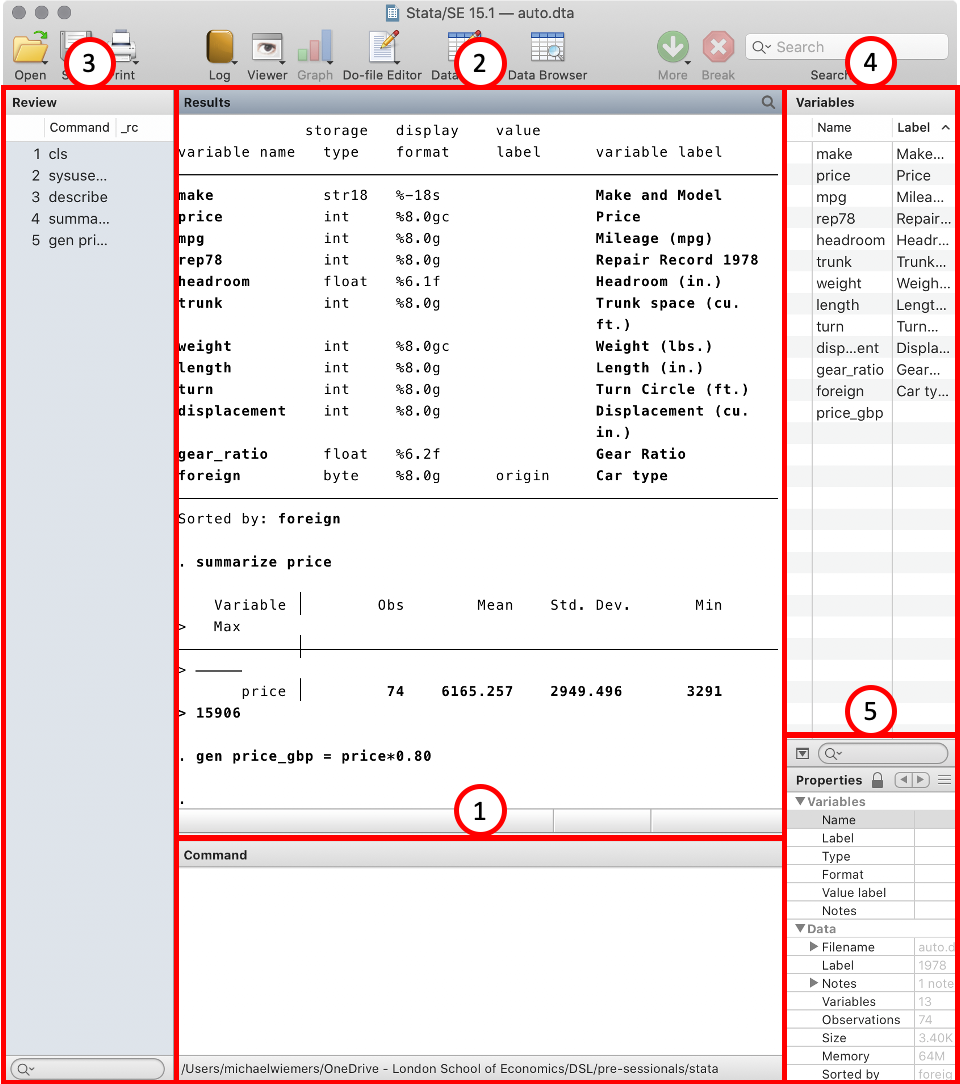 Stata/SE 15.1 — auto.dta
Open Log Viewer Graph Do-file Editor Data Browser More Break Search
Search
3
2
4
Review
Command _rc
1 cls
2 sysuse...
3 describe
4 summa...
5 gen pri...
Results
storage display value
variable name type format label variable label
make str18 %-18s Make and Model
price int %8.0gc Price
mpg int %8.0g Mileage (mpg)
rep78 int %8.0g Repair Record 1978
headroom float %6.1f Headroom (in.)
trunk int %8.0g Trunk space (cu.
ft.)
weight int %8.0gc Weight (lbs.)
length int %8.0g Length (in.)
turn int %8.0g Turn Circle (ft.)
displacement int %8.0g Displacement (cu.
in.)
gear_ratio float %6.2f Gear Ratio
foreign byte %8.0g origin Car type
Sorted by: foreign
. summarize price
Variable Obs Mean Std. Dev. Min
> Max
>
price 74 6165.257 2949.496 3291
> 15906
. gen price_gbp = price*0.80
.
1
Command
/Users/michaelwiemers/OneDrive - London School of Economics/DSL/pre-sessionals/stata
Variables
Name Label
make Make...
price Price
mpg Milea...
rep78 Repair...
headroom Headr...
trunk Trunk...
weight Weigh...
length Lengt...
turn Turn...
disp...ent Displa...
gear_ratio Gear...
foreign Car ty...
price_gbp
5
Properties
Variables
Name
Label
Type
Format
Value label
Notes
Data
Filename auto.d
Label 1978
Notes 1 note
Variables 13
Observations 74
Size 3.40K
Memory 64M
Sorted by foreig